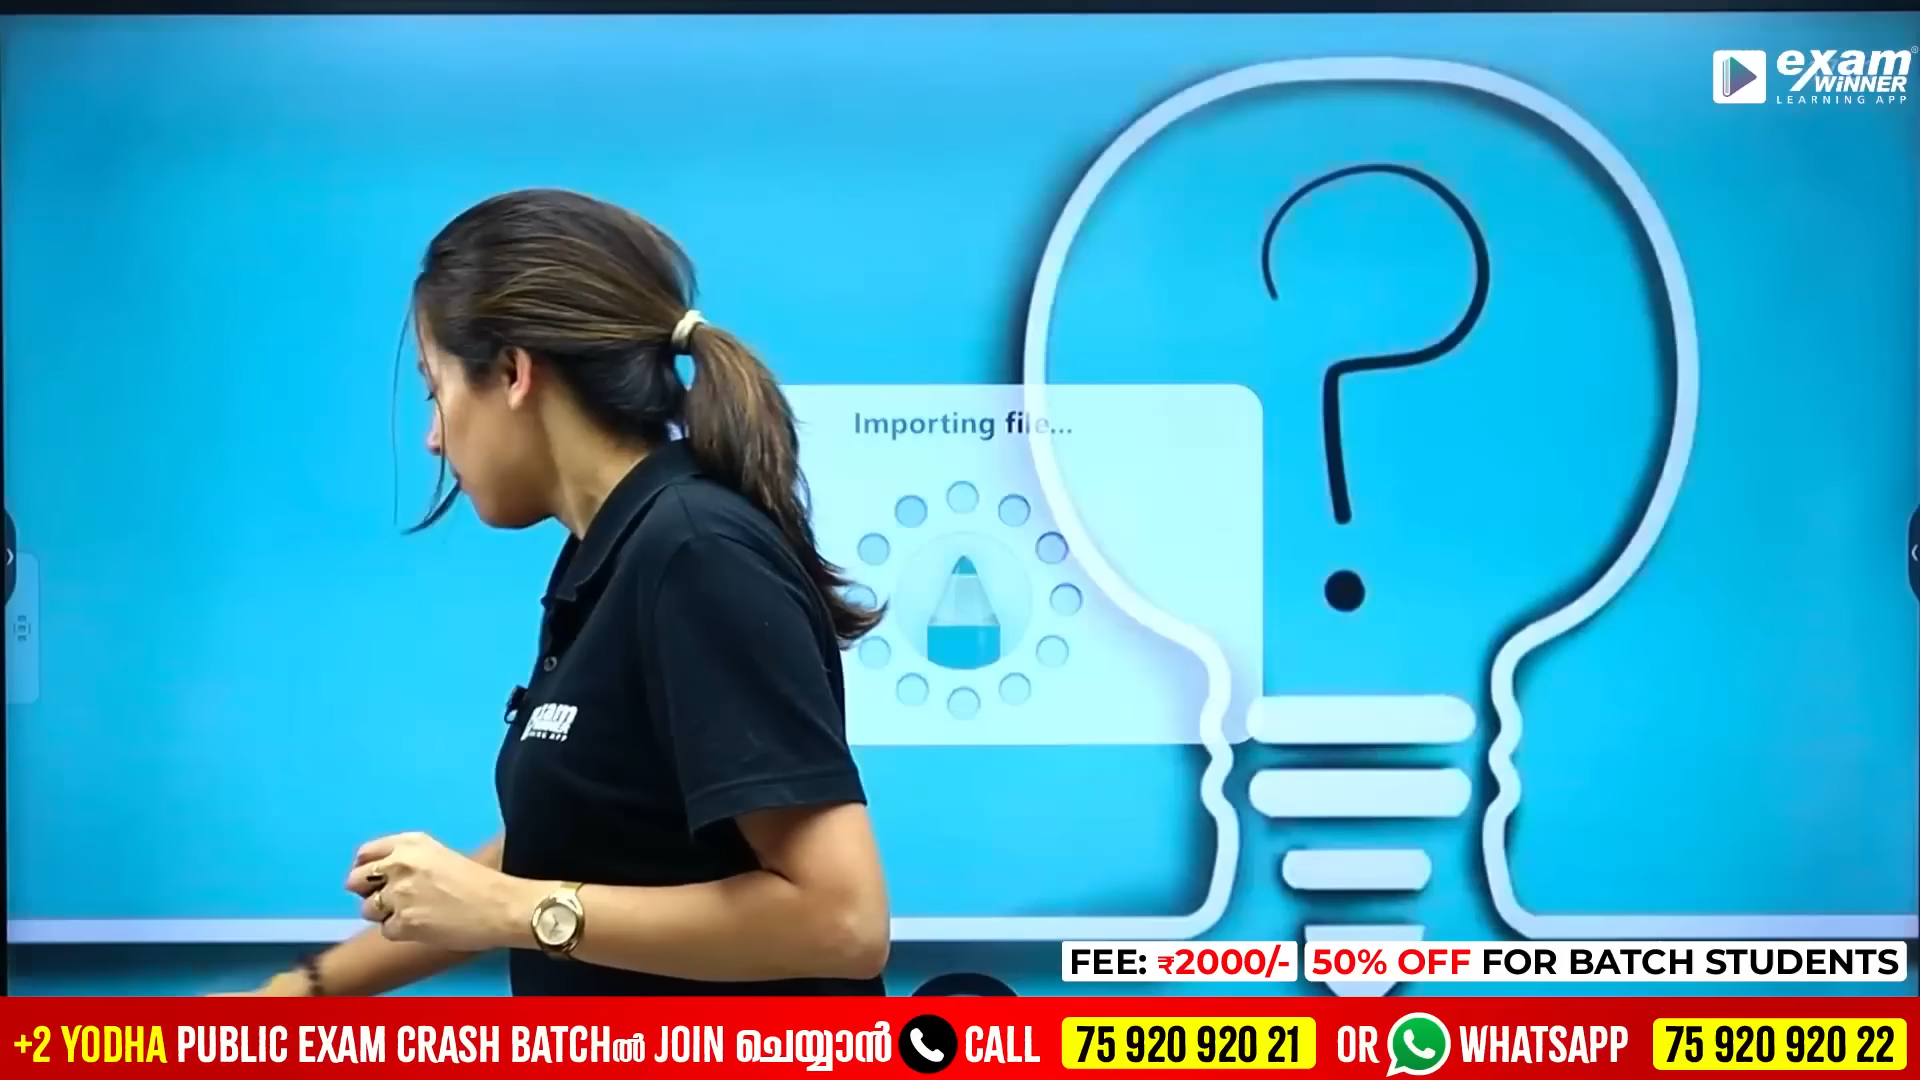 exam
WiNNER
LEARNING APP
Importing file...
FEE: ₹2000/- 50% OFF FOR BATCH STUDENTS
+2 YODHA PUBLIC EXAM CRASH BATCHൽ JOIN ചെയ്യാൻ CALL 75 920 920 21 OR WHATSAPP 75 920 920 22